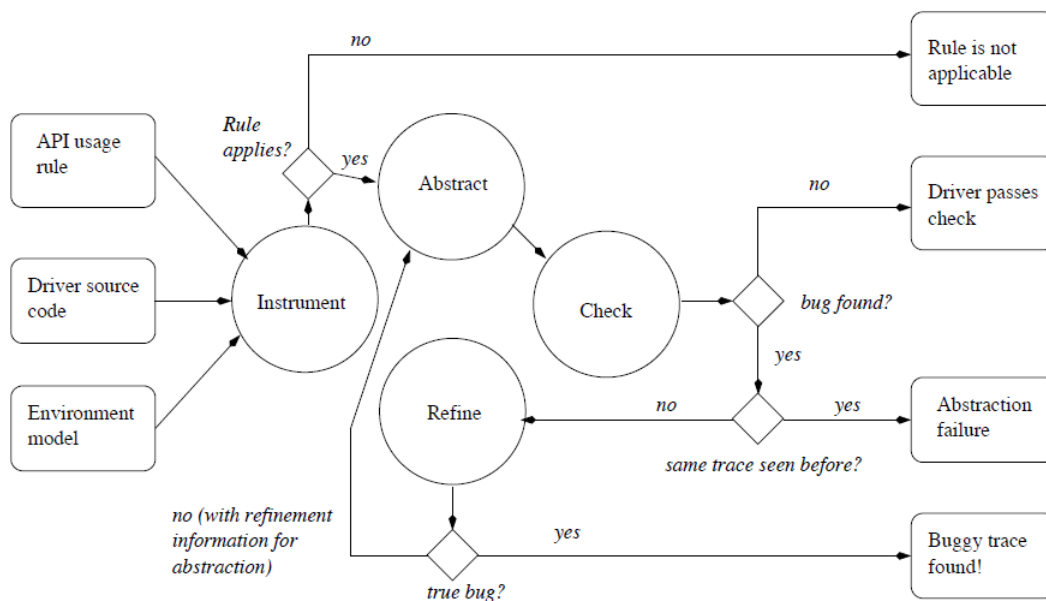 no
Rule is not
applicable
API usage
rule
Rule
applies?
yes
Abstract
no
Driver passes
check
Driver source
code
Instrument
Check
bug found?
yes
Environment
model
Refine
no
yes
Abstraction
failure
same trace seen before?
no (with refinement
information for
abstraction)
yes
Buggy trace
found!
true bug?